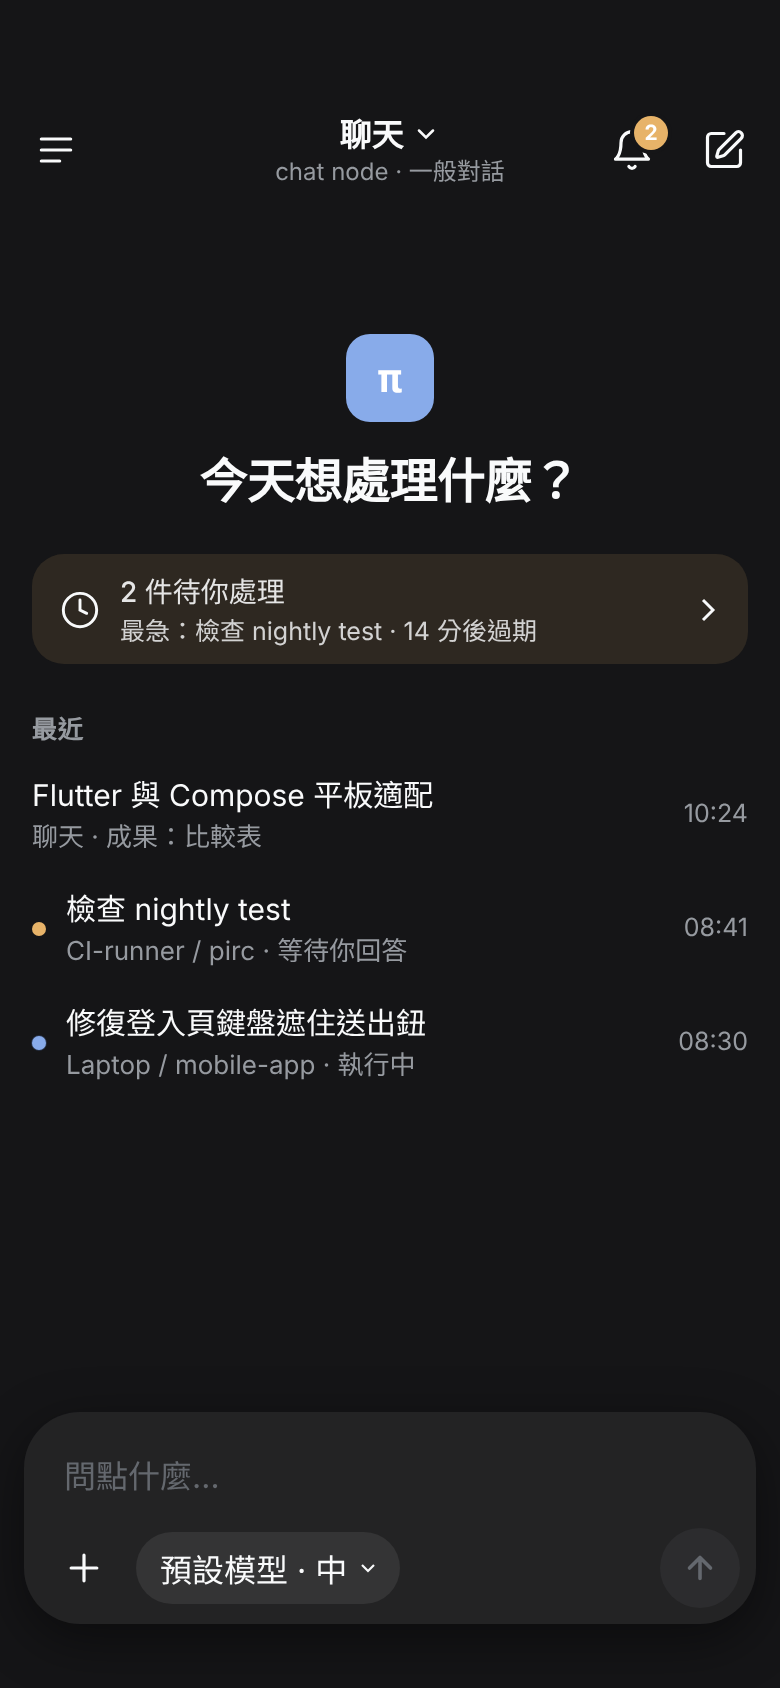 聊天
chat node · 一般對話
2
π
今天想處理什麼？
2 件待你處理
最急：檢查 nightly test · 14 分後過期
最近
Flutter 與 Compose 平板適配
10:24
聊天 · 成果：比較表
檢查 nightly test
08:41
CI-runner / pirc · 等待你回答
修復登入頁鍵盤遮住送出鈕
08:30
Laptop / mobile-app · 執行中
問點什麼...
預設模型 · 中